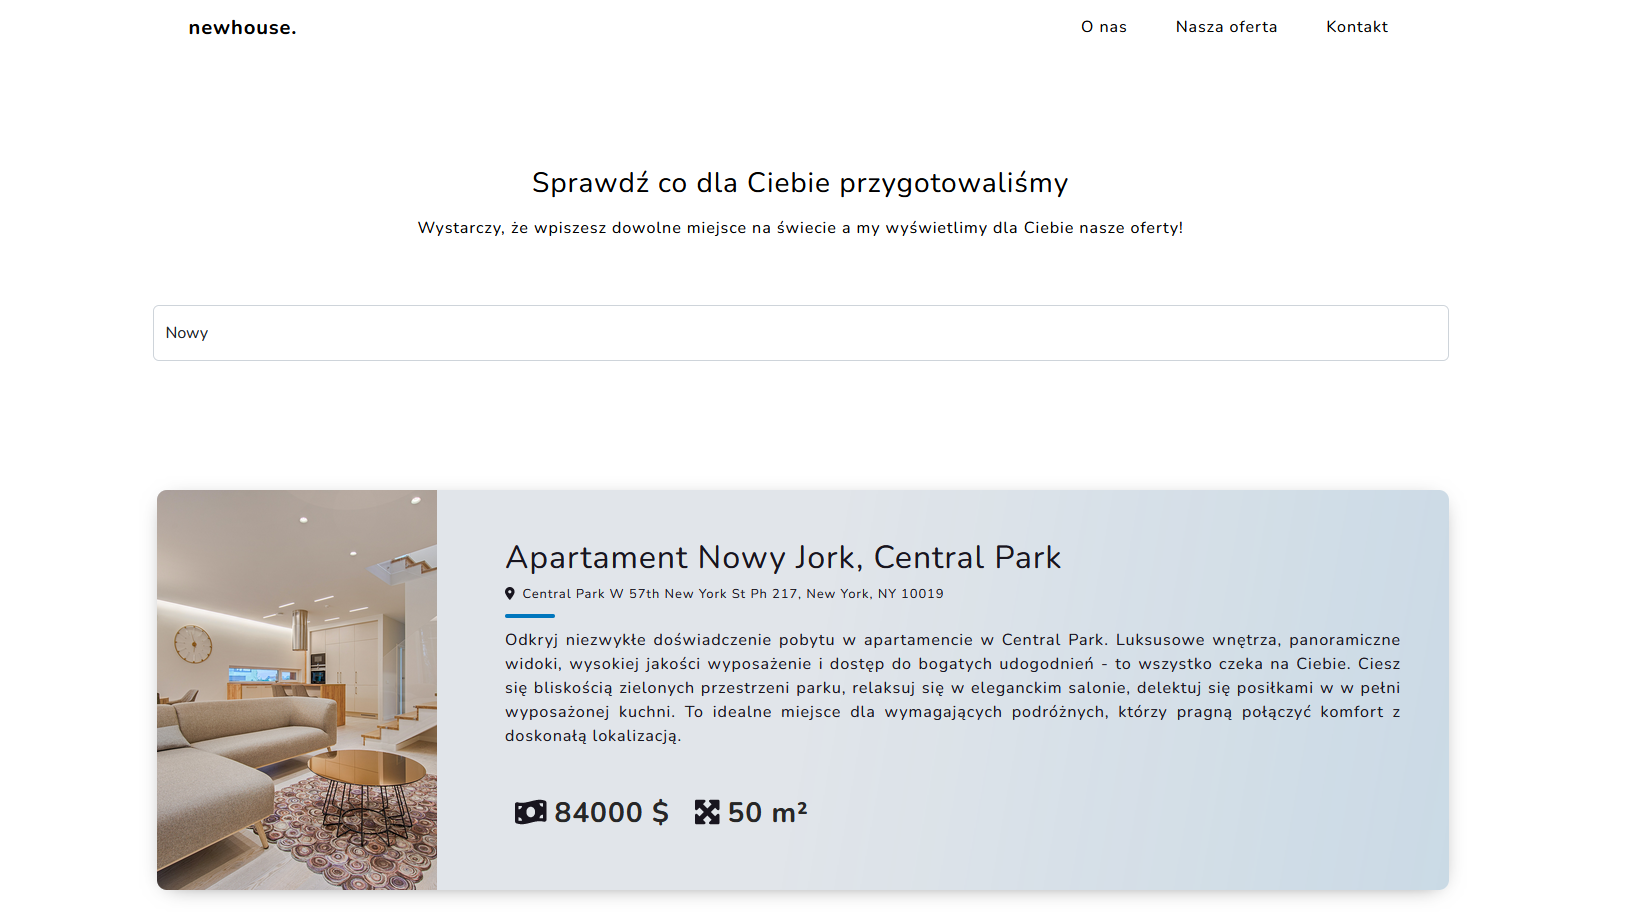 newhouse.
O nas Nasza oferta Kontakt
Sprawdź co dla Ciebie przygotowaliśmy
Wystarczy, że wpiszesz dowolne miejsce na świecie a my wyświetlimy dla Ciebie nasze oferty!
Nowy
Apartament Nowy Jork, Central Park
Central Park W 57th New York St Ph 217, New York, NY 10019
Odkryj niezwykłe doświadczenie pobytu w apartamencie w Central Park. Luksusowe wnętrza, panoramiczne
widoki, wysokiej jakości wyposażenie i dostęp do bogatych udogodnień - to wszystko czeka na Ciebie. Ciesz
się bliskością zielonych przestrzeni parku, relaksuj się w eleganckim salonie, delektuj się posiłkami w w pełni
wyposażonej kuchni. To idealne miejsce dla wymagających podróżnych, którzy pragną połączyć komfort z
doskonałą lokalizacją.
84000 $ 50 m²